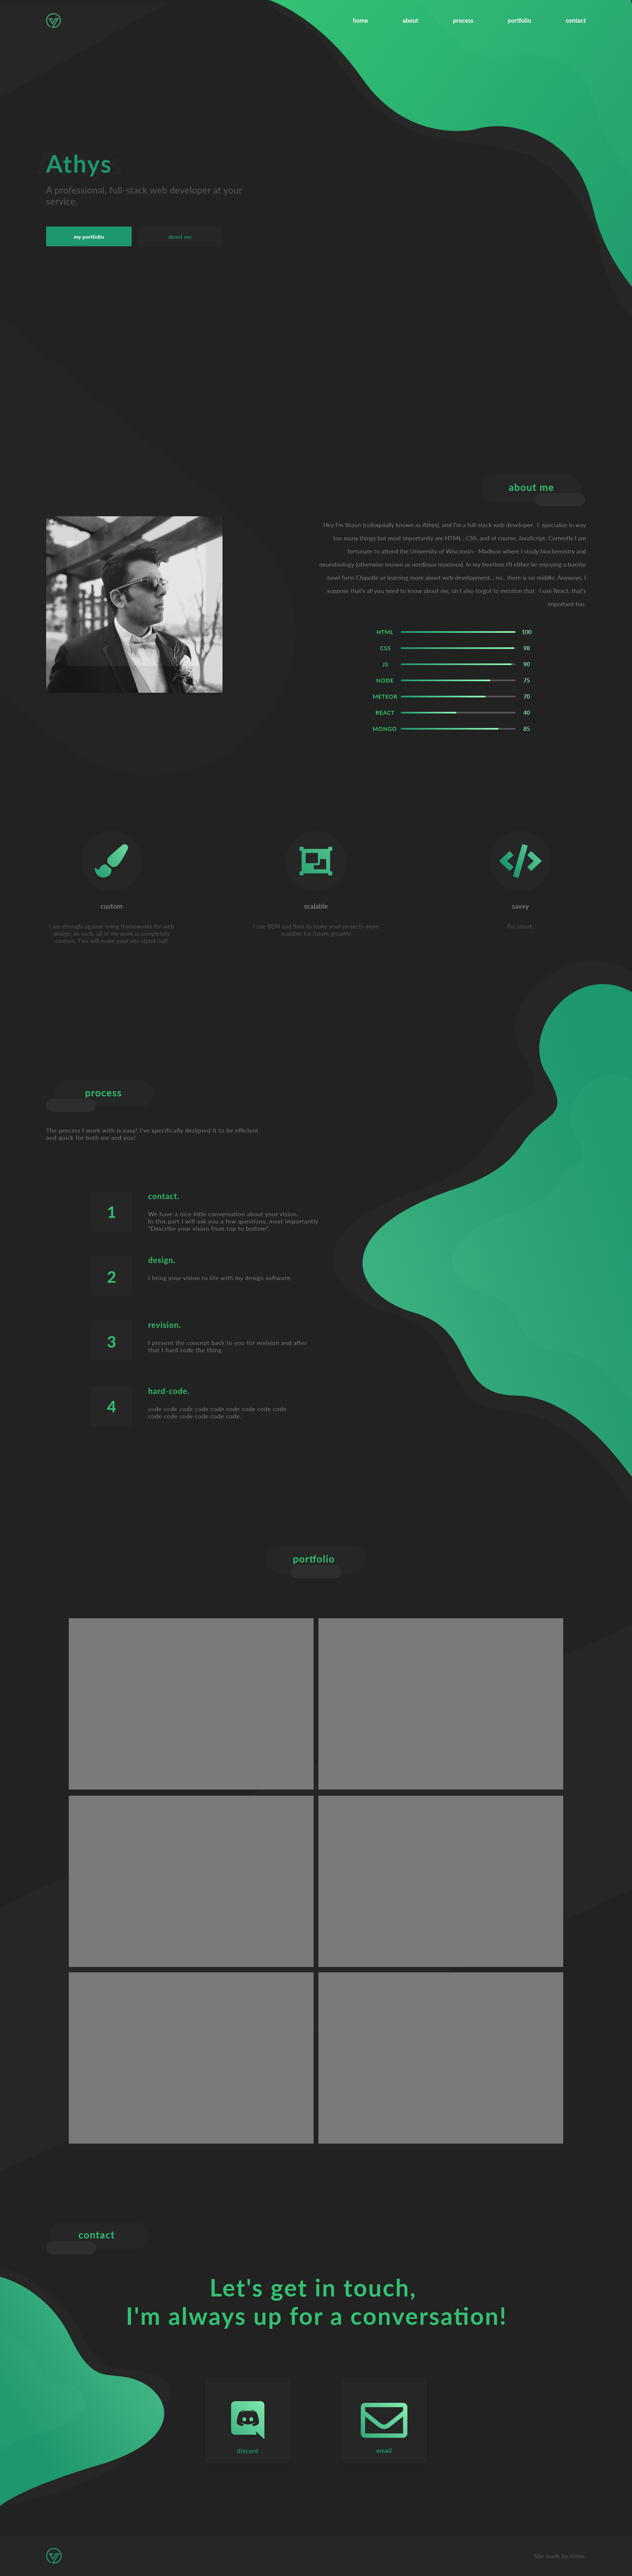 home about process portfolio contact
Athys
A professional, full-stack web developer at your
service.
my portfolio about me
about me
Hey I'm Shaun (colloquially known as Athys), and I'm a full-stack web developer. I specialize in way
too many things but most importantly are HTML, CSS, and of course, JavaScript. Currently I am
fortunate to attend the University of Wisconsin - Madison where I study biochemistry and
neurobiology (otherwise known as nerdinus maximus). In my freetime I'll either be enjoying a burrito
bowl form Chipotle or learning more about web development... no.. there is no middle. Anyways, I
suppose that's all you need to know about me, oh I also forgot to mention that I use React, that's
important too.
HTML 100
CSS 98
JS 90
NODE 75
METEOR 70
REACT 40
MONGO 85
custom scalable savvy
I am strongly against using frameworks for web
design, as such, all of my work is completely
custom. This will make your site stand out!
I use BEM and Sass to make your projects more
scalable for future growth!
I'm smart.
process
The process I work with is easy! I've specifically designed it to be efficient
and quick for both me and you!
1
contact.
We have a nice little conversation about your vision.
In this part I will ask you a few questions, most importantly
"Describe your vision from top to bottom".
2
design.
I bring your vision to life with my design software.
3
revision.
I present the concept back to you for revision and after
that I hard code the thing.
4
hard-code.
code code code code code code code code code
code code code code code code.
portfolio
contact
Let's get in touch,
I'm always up for a conversation!
discord email
Site made by Athys.